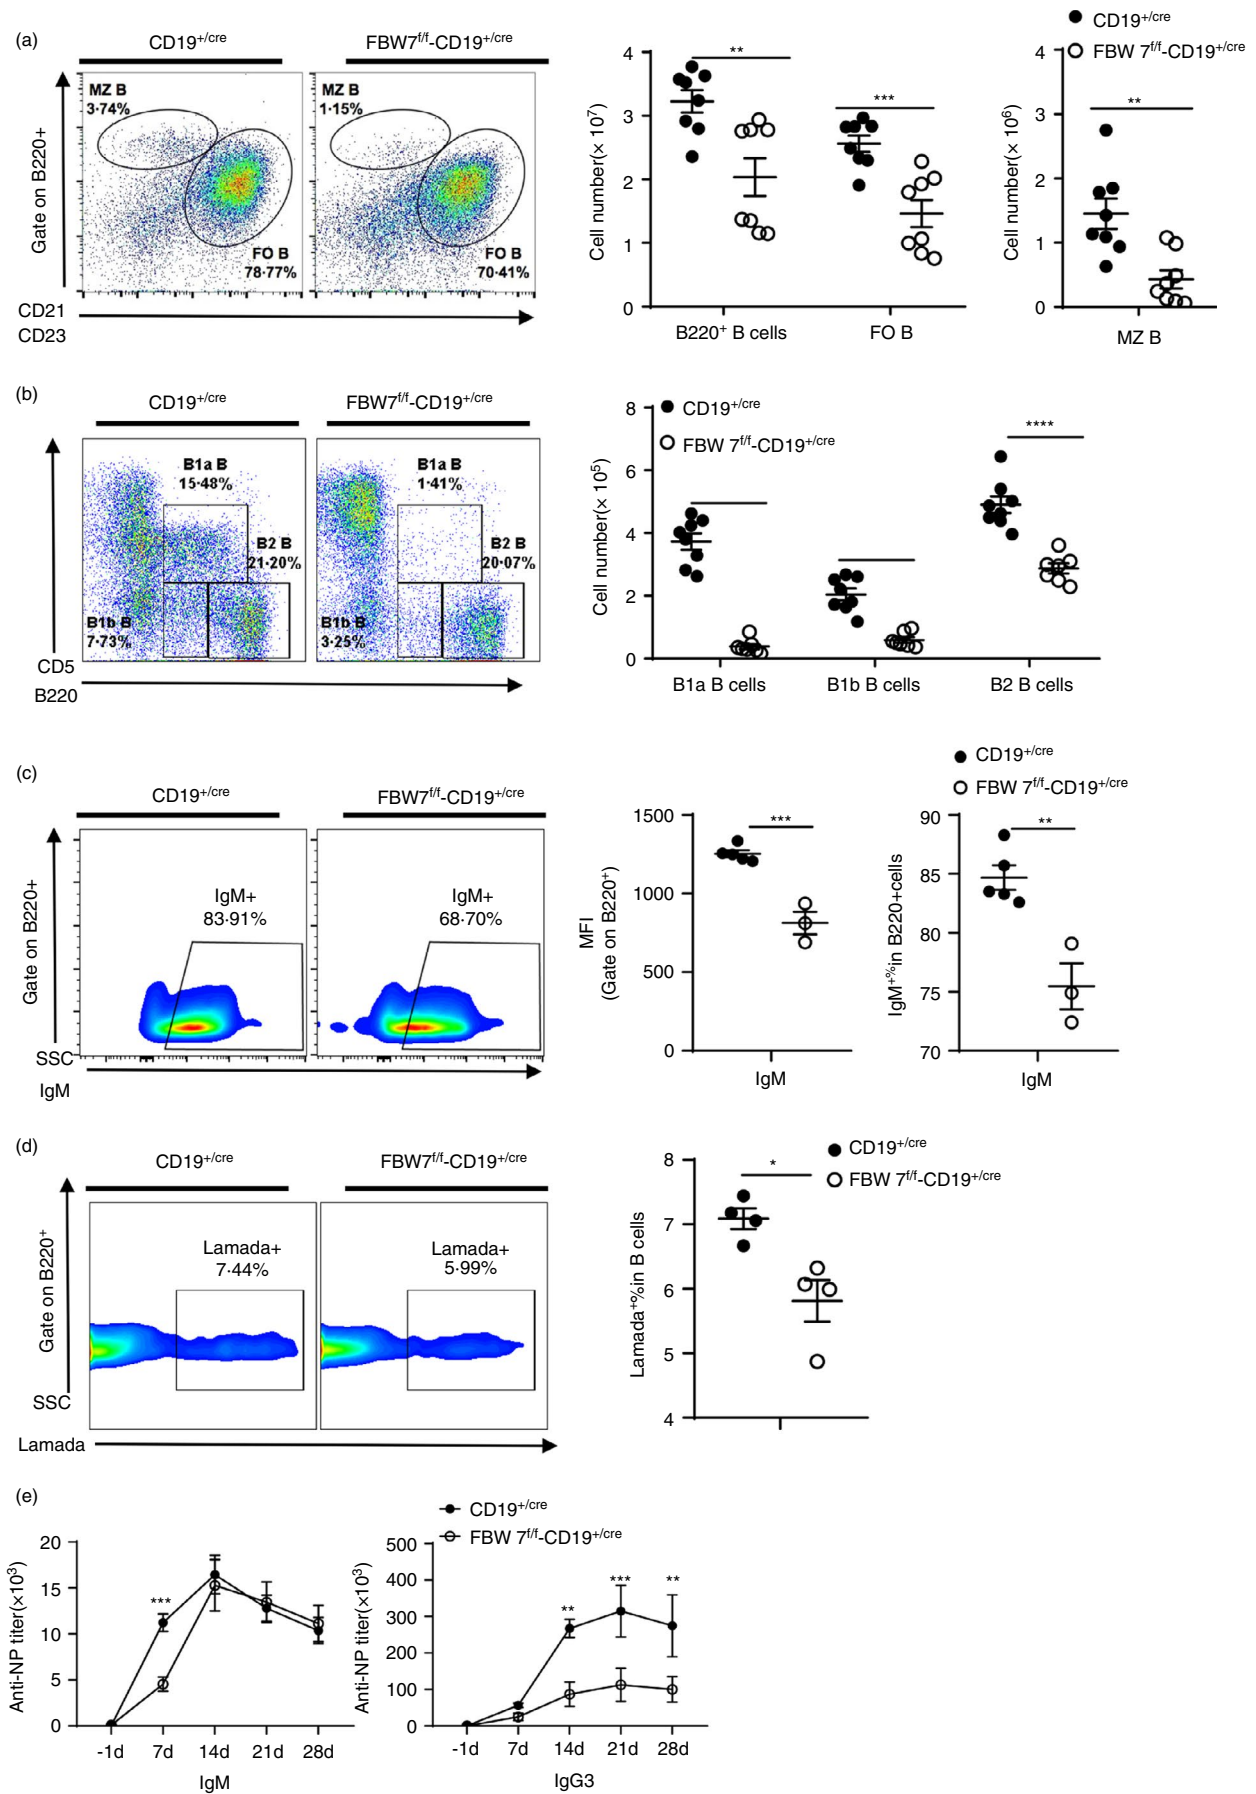 (a)
CD19+/cre
FBW7f/f-CD19+/cre
MZ B
3·74%
FO B
78·77%
MZ B
1·15%
FO B
70·41%
Gate on B220+
CD21
CD23
Cell number(× 10⁷)
4
3
2
1
0
**
***
B220+ B cells
FO B
CD19+/cre
FBW 7f/f-CD19+/cre
Cell number(× 10⁶)
4
3
2
1
0
**
MZ B
(b)
CD19+/cre
FBW7f/f-CD19+/cre
B1a B
15·48%
B2 B
21·20%
B1b B
7·73%
B1a B
1·41%
B2 B
20·07%
B1b B
3·25%
CD5
B220
CD19+/cre
FBW 7f/f-CD19+/cre
Cell number(× 10⁵)
8
6
4
2
0
****
B1a B cells
B1b B cells
B2 B cells
(c)
CD19+/cre
FBW7f/f-CD19+/cre
IgM+
83·91%
IgM+
68·70%
Gate on B220+
SSC
IgM
MFI
(Gate on B220+)
1500
1000
500
0
***
IgM
CD19+/cre
FBW 7f/f-CD19+/cre
IgM+%in B220+cells
90
85
80
75
70
**
IgM
(d)
CD19+/cre
FBW7f/f-CD19+/cre
Lamada+
7·44%
Lamada+
5·99%
Gate on B220+
SSC
Lamada
CD19+/cre
FBW 7f/f-CD19+/cre
Lamada+%in B cells
8
7
6
5
4
*
(e)
CD19+/cre
FBW 7f/f-CD19+/cre
Anti-NP titer(×10³)
20
15
10
5
0
***
-1d
7d
14d
21d
28d
IgM
Anti-NP titer(×10³)
500
400
300
200
100
0
**
***
**
-1d
7d
14d
21d
28d
IgG3